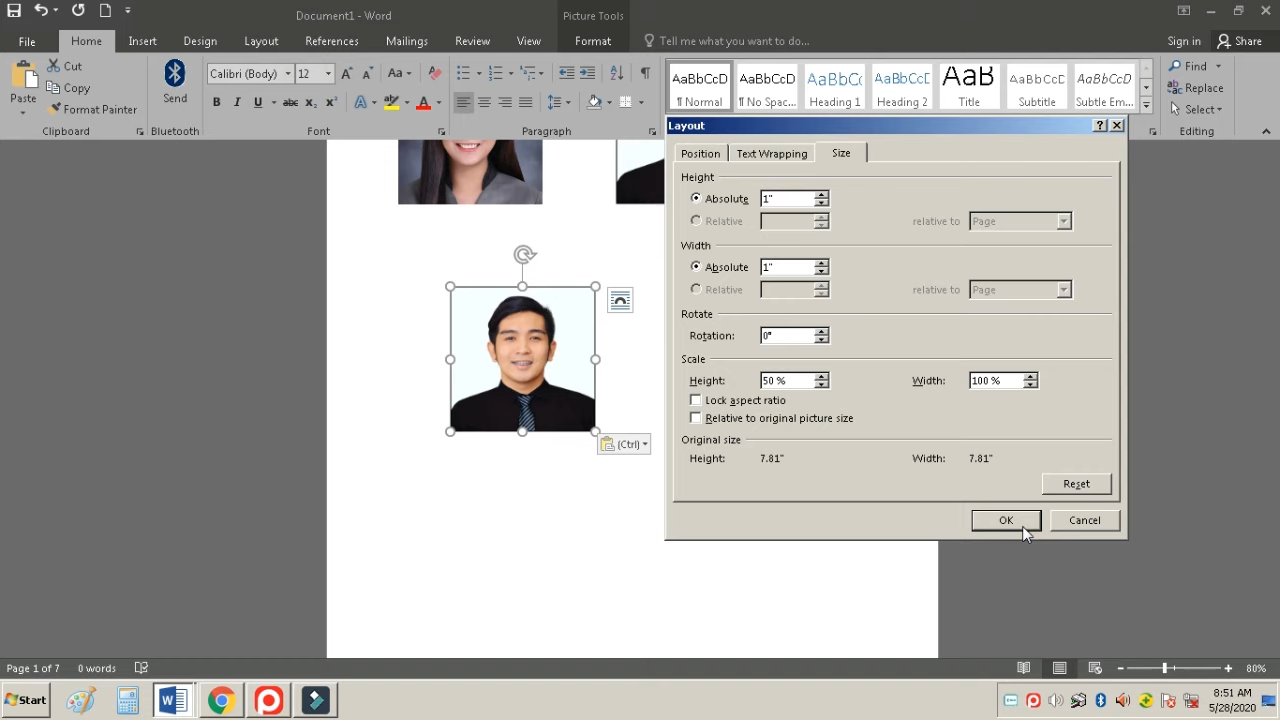 Document1 - Word
Picture Tools
File
Home
Insert
Design
Layout
References
Mailings
Review
View
Format
Tell me what you want to do...
Sign in
Share
Paste
Cut
Copy
Format Painter
Clipboard
Send
Bluetooth
Calibri (Body)
12
Aa
B I U abc x₂ x²
A
A
Font
Paragraph
AaBbCcD
¶ Normal
AaBbCcD
¶ No Spac...
AaBbCc
Heading 1
AaBbCcD
Heading 2
AaB
Title
AaBbCcD
Subtitle
AaBbCcD
Subtle Em...
Find
Replace
Select
Editing
Layout
Position
Text Wrapping
Size
Height
Absolute 1"
Relative
relative to Page
Width
Absolute 1"
Relative
relative to Page
Rotate
Rotation: 0°
Scale
Height: 50 %
Width: 100 %
Lock aspect ratio
Relative to original picture size
Original size
Height: 7.81"
Width: 7.81"
Reset
OK
Cancel
(Ctrl)
Page 1 of 7
0 words
80%
Start
8:51 AM
5/28/2020